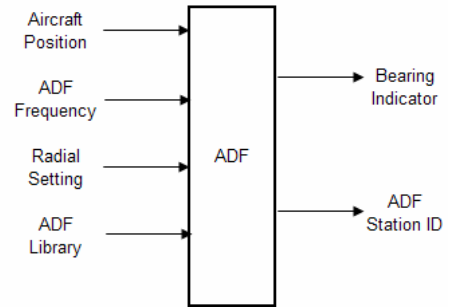 Aircraft
Position
ADF
Frequency
Radial
Setting
ADF
Library
ADF
Bearing
Indicator
ADF
Station ID